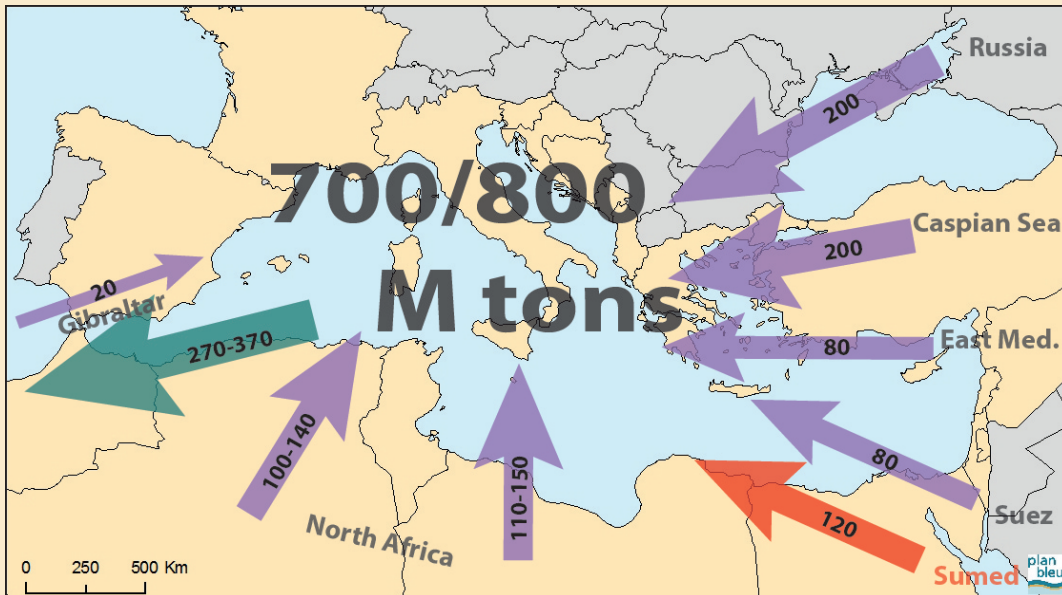 Russia
200
700/800
Caspian Sea
200
M tons
20
Gibraltar
270-370
East Med.
80
100-140
110-150
80
North Africa
120
Suez
Sumed
plan
bleu
0 250 500 Km